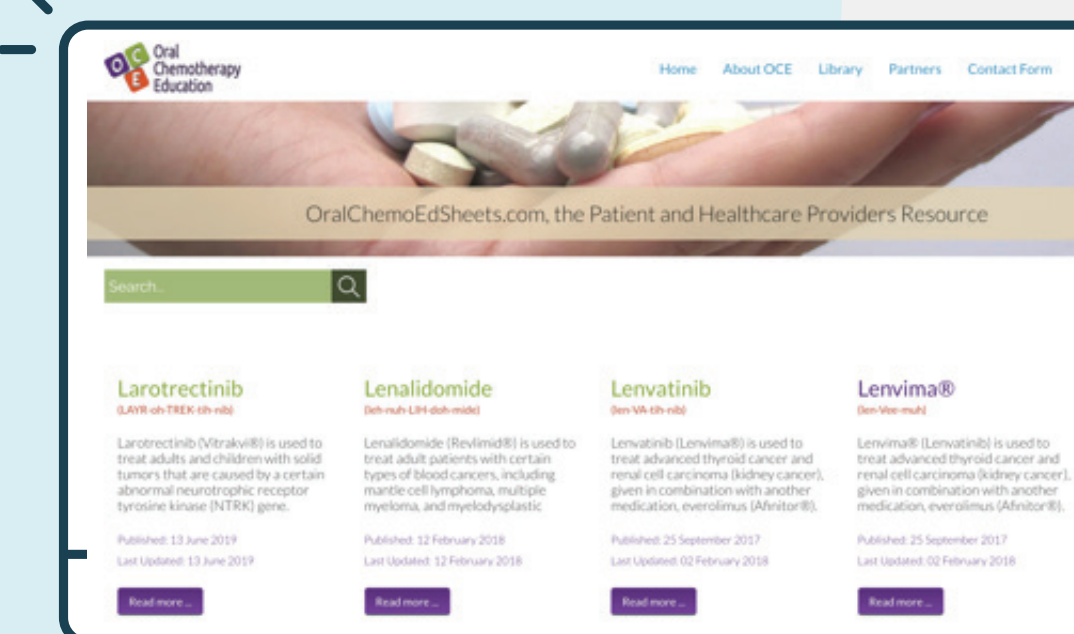 OCE
Oral
Chemotherapy
Education
Home About OCE Library Partners Contact Form
OralChemoEdSheets.com, the Patient and Healthcare Providers Resource
Search...
Larotrectinib
(LAYR-oh-TREK-tih-nib)
Larotrectinib (Vitrakvi®) is used to
treat adults and children with solid
tumors that are caused by a certain
abnormal neurotrophic receptor
tyrosine kinase (NTRK) gene.
Published: 13 June 2019
Last Updated: 13 June 2019
Read more ...
Lenalidomide
(leh-nuh-LIH-doh-mide)
Lenalidomide (Revlimid®) is used to
treat adult patients with certain
types of blood cancers, including
mantle cell lymphoma, multiple
myeloma, and myelodysplastic
Published: 12 February 2018
Last Updated: 12 February 2018
Read more ...
Lenvatinib
(len-VA-tih-nib)
Lenvatinib (Lenvima®) is used to
treat advanced thyroid cancer and
renal cell carcinoma (kidney cancer),
given in combination with another
medication, everolimus (Afinitor®).
Published: 25 September 2017
Last Updated: 02 February 2018
Read more ...
Lenvima®
(len-Vee-muh)
Lenvima® (Lenvatinib) is used to
treat advanced thyroid cancer and
renal cell carcinoma (kidney cancer),
given in combination with another
medication, everolimus (Afinitor®).
Published: 25 September 2017
Last Updated: 02 February 2018
Read more ...